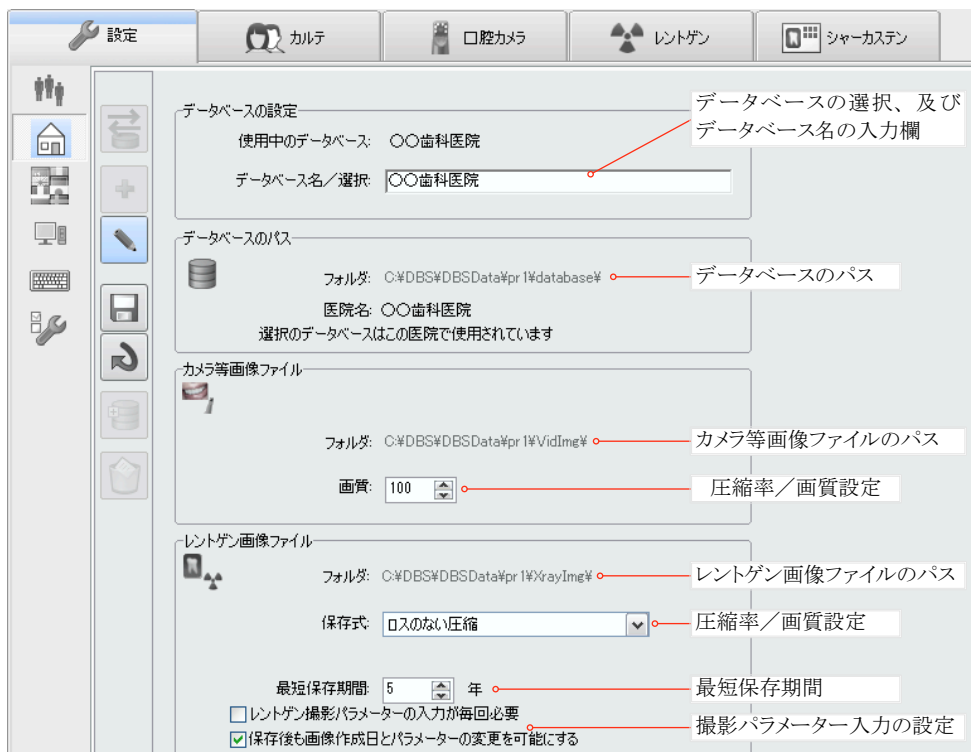 設定
カルテ
口腔カメラ
レントゲン
シャーカステン
データベースの設定
データベースの選択、及び
データベース名の入力欄
使用中のデータベース: 〇〇歯科医院
データベース名／選択: 〇〇歯科医院
データベースのパス
フォルダ: C:¥DBS¥DBSData¥pr1¥database¥
データベースのパス
医院名: 〇〇歯科医院
選択のデータベースはこの医院で使用されています
カメラ等画像ファイル
フォルダ: C:¥DBS¥DBSData¥pr1¥VidImg¥
カメラ等画像ファイルのパス
画質: 100
圧縮率／画質設定
レントゲン画像ファイル
フォルダ: C:¥DBS¥DBSData¥pr1¥XrayImg¥
レントゲン画像ファイルのパス
保存式: ロスのない圧縮
圧縮率／画質設定
最短保存期間: 5 年
最短保存期間
レントゲン撮影パラメーターの入力が毎回必要
撮影パラメーター入力の設定
保存後も画像作成日とパラメーターの変更を可能にする